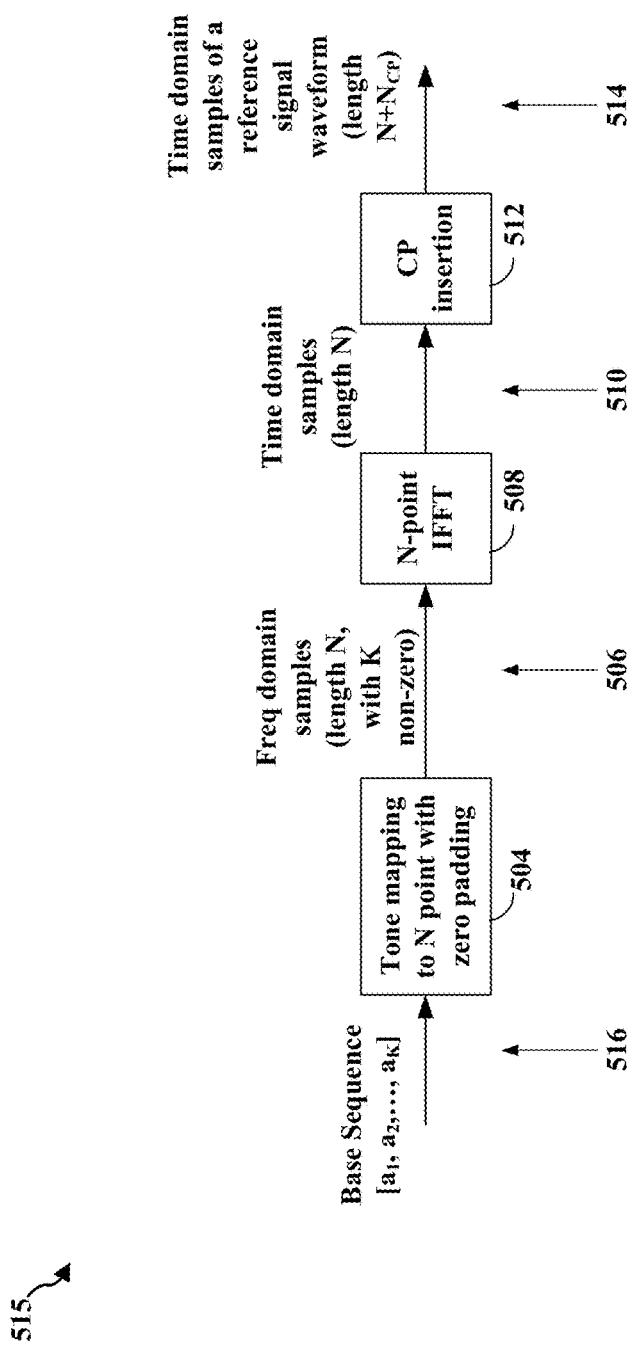 515
Base Sequence
[a₁, a₂,..., aₖ]
516
Tone mapping
to N point with
zero padding
504
Freq domain
samples
(length N,
with K
non-zero)
506
N-point
IFFT
508
Time domain
samples
(length N)
510
CP
insertion
512
Time domain
samples of a
reference
signal
waveform
(length
N+N_CP)
514